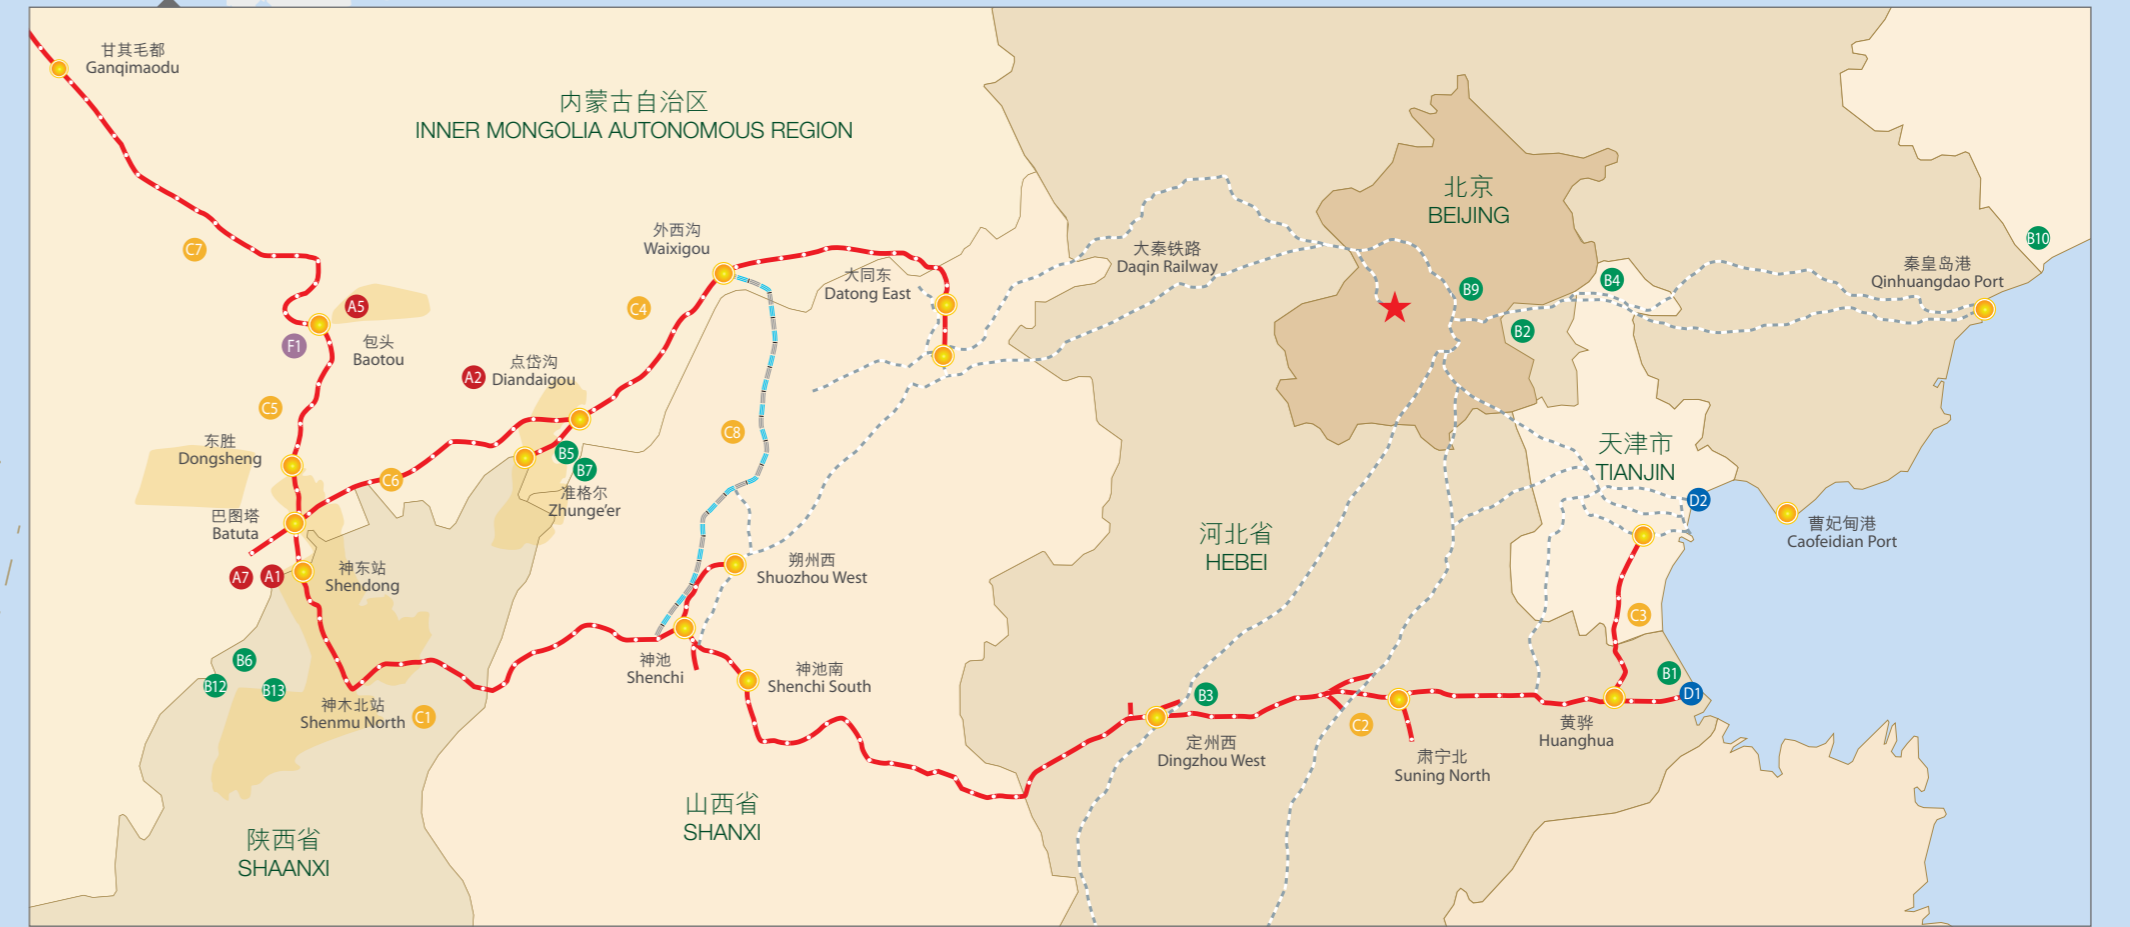 甘其毛都
Ganqimaodu
内蒙古自治区
INNER MONGOLIA AUTONOMOUS REGION
北京
BEIJING
外西沟
Waixigou
大秦铁路
Daqin Railway
B10
C7
秦皇岛港
Qinhuangdao Port
大同东
Datong East
B9
B4
A5
C4
B2
F1
包头
Baotou
点岱沟
Diandaigou
A2
C5
C8
东胜
Dongsheng
天津市
TIANJIN
B5
B7
C6
准格尔
Zhunge'er
D2
巴图塔
Batuta
河北省
HEBEI
曹妃甸港
Caofeidian Port
A7
A1
神东站
Shendong
朔州西
Shuozhou West
C3
B6
B12
B13
神池
Shenchi
神池南
Shenchi South
B3
B1
D1
神木北站
Shenmu North
C1
C2
黄骅
Huanghua
定州西
Dingzhou West
肃宁北
Suning North
山西省
SHANXI
陕西省
SHAANXI